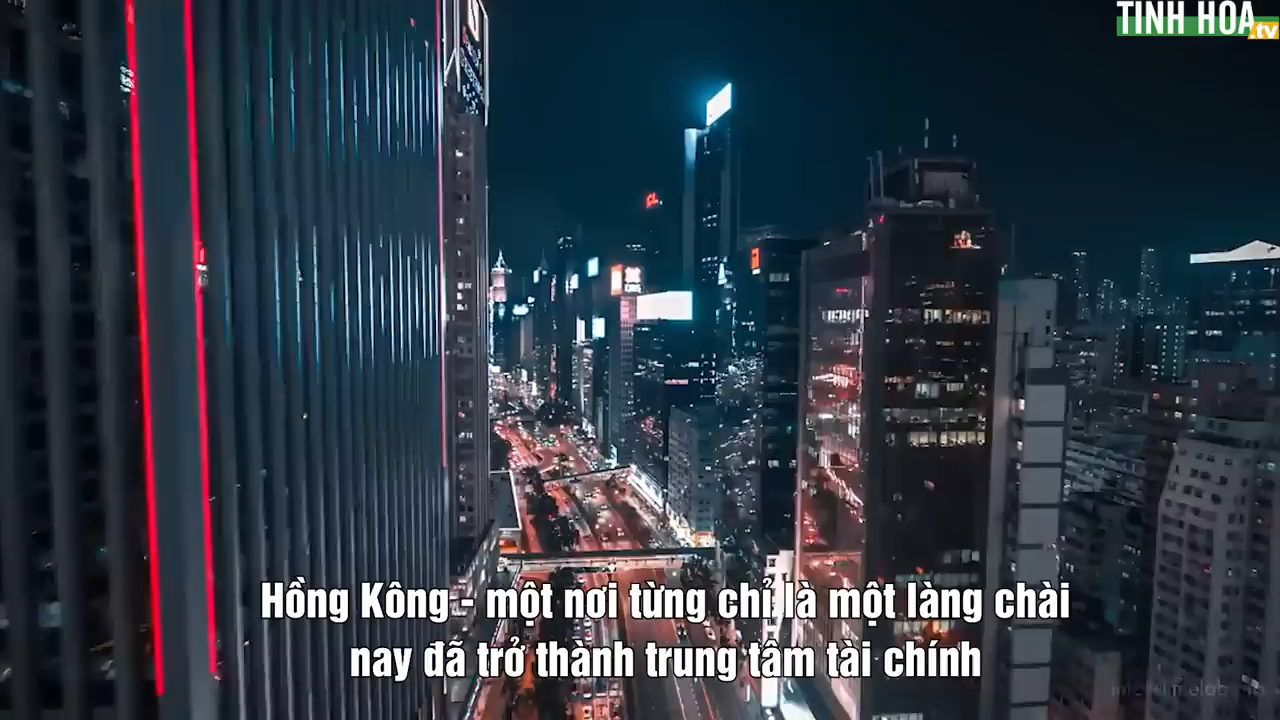 TINH HOA
.tv
Hồng Kông - một nơi từng chỉ là một làng chài
nay đã trở thành trung tâm tài chính